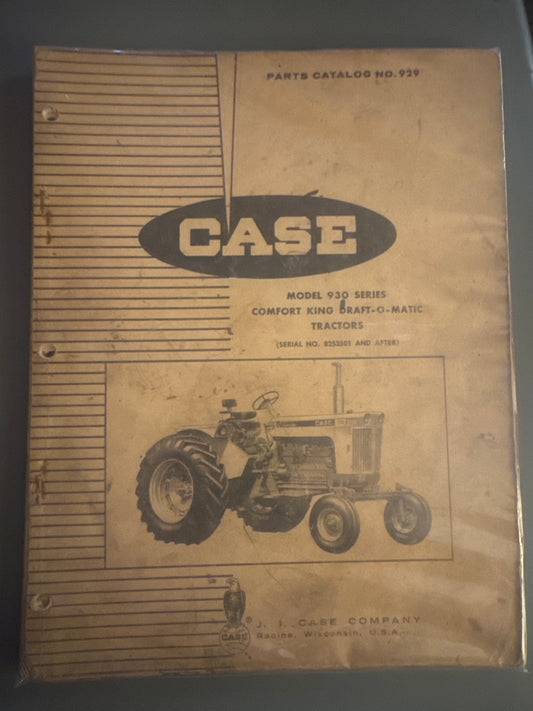 PARTS CATALOG NO. 929
CASE
MODEL 930 SERIES
COMFORT KING DRAFT-O-MATIC
TRACTORS
(SERIAL NO. 8253501 AND AFTER)
CASE
CASE
®
J. I. CASE COMPANY
Racine, Wisconsin, U.S.A.